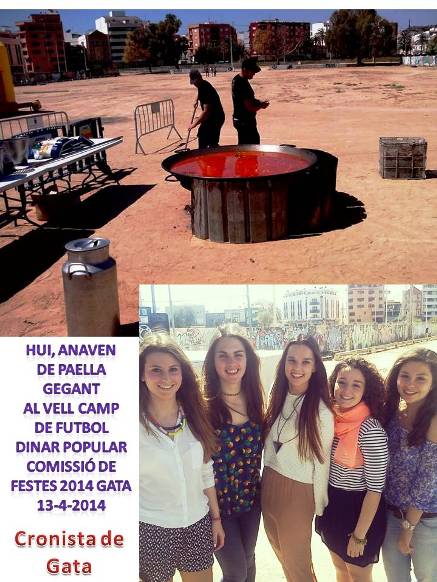 HUI, ANAVEN
DE PAELLA
GEGANT
AL VELL CAMP
DE FUTBOL
DINAR POPULAR
COMISSIÓ DE
FESTES 2014 GATA
13-4-2014
Cronista de
Gata